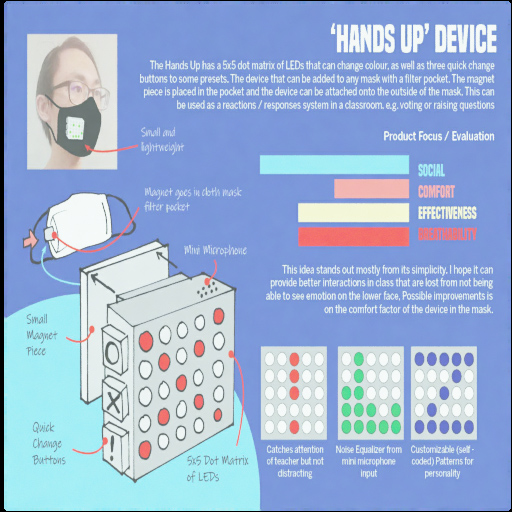 ‘HANDS UP’ DEVICE
The Hands Up has a 5x5 dot matrix of LEDs that can change colour, as well as three quick change
buttons to some presets. The device that can be added to any mask with a filter pocket. The magnet
piece is placed in the pocket and the device can be attached onto the outside of the mask. This can
be used as a reactions / responses system in a classroom. e.g. voting or raising questions
Small and
lightweight
Product Focus / Evaluation
SOCIAL
COMFORT
EFFECTIVENESS
BREATHABILITY
Magnet goes in cloth mask
filter pocket
Mini Microphone
This idea stands out mostly from its simplicity. I hope it can
provide better interactions in class that are lost from not being
able to see emotion on the lower face. Possible improvements is
on the comfort factor of the device in the mask.
Small
Magnet
Piece
X
!
Quick
Change
Buttons
5x5 Dot Matrix
of LEDs
Catches attention
of teacher but not
distracting
Noise Equalizer from
mini microphone
input
Customizable (self -
coded) Patterns for
personality